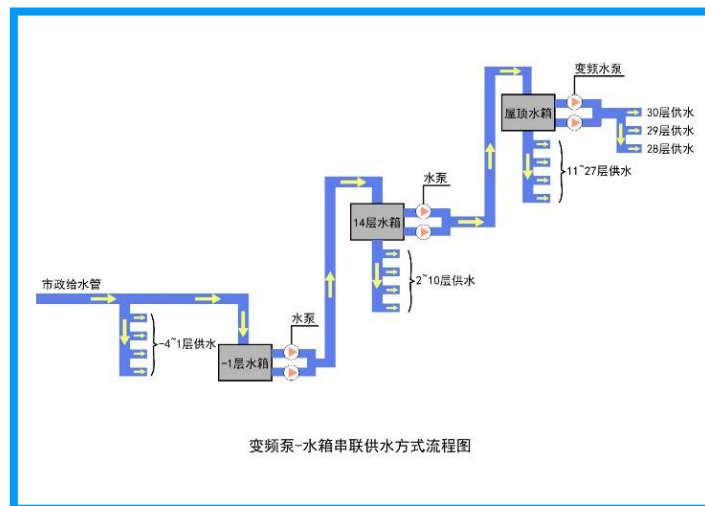 变频水泵
屋顶水箱
30层供水
29层供水
28层供水
11~27层供水
水泵
14层水箱
2~10层供水
市政给水管
水泵
-4~1层供水
-1层水箱
变频泵-水箱串联供水方式流程图